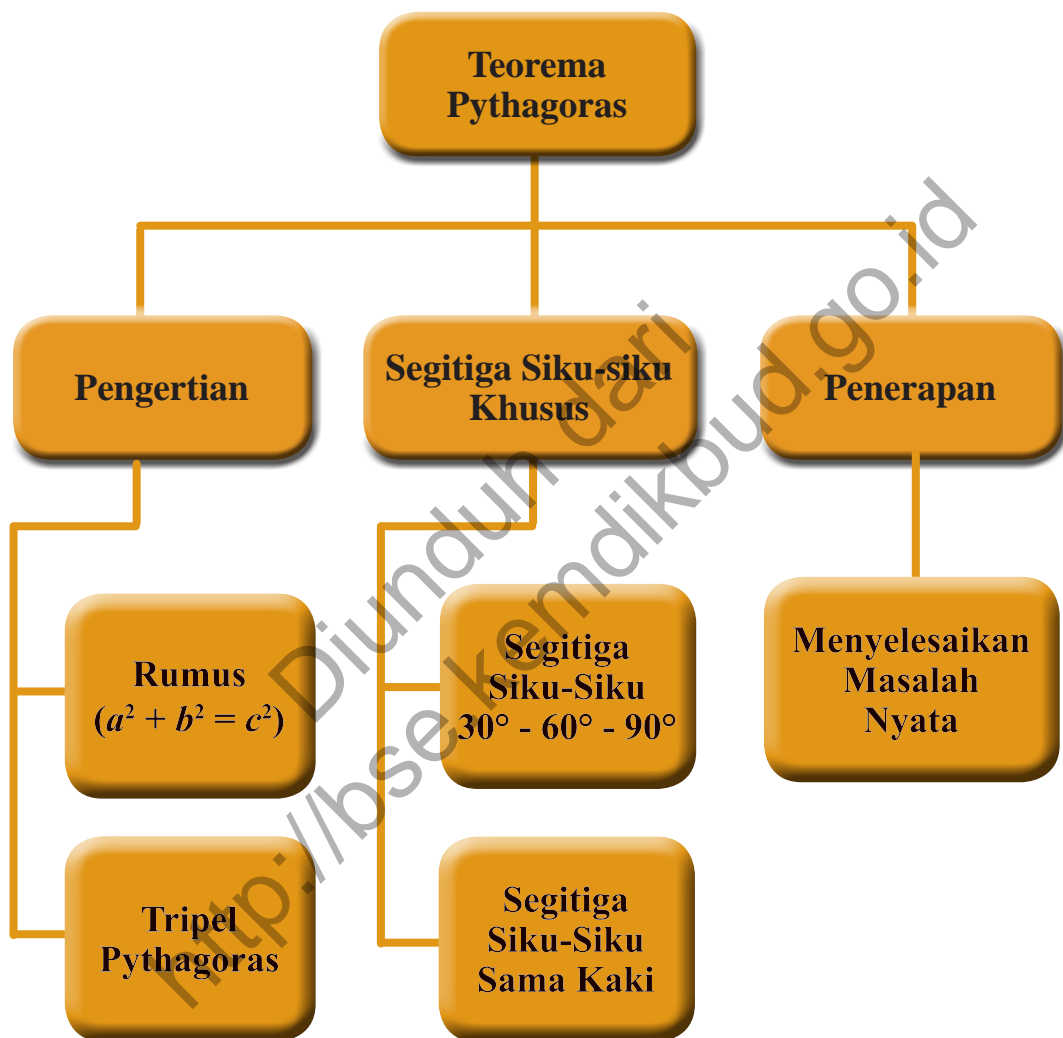 Teorema
Pythagoras
Pengertian
Segitiga Siku-siku
Khusus
Penerapan
Rumus
(a² + b² = c²)
Segitiga
Siku-Siku
30° - 60° - 90°
Menyelesaikan
Masalah
Nyata
Tripel
Pythagoras
Segitiga
Siku-Siku
Sama Kaki
Diunduh dari
http://bse.kemdikbud.go.id